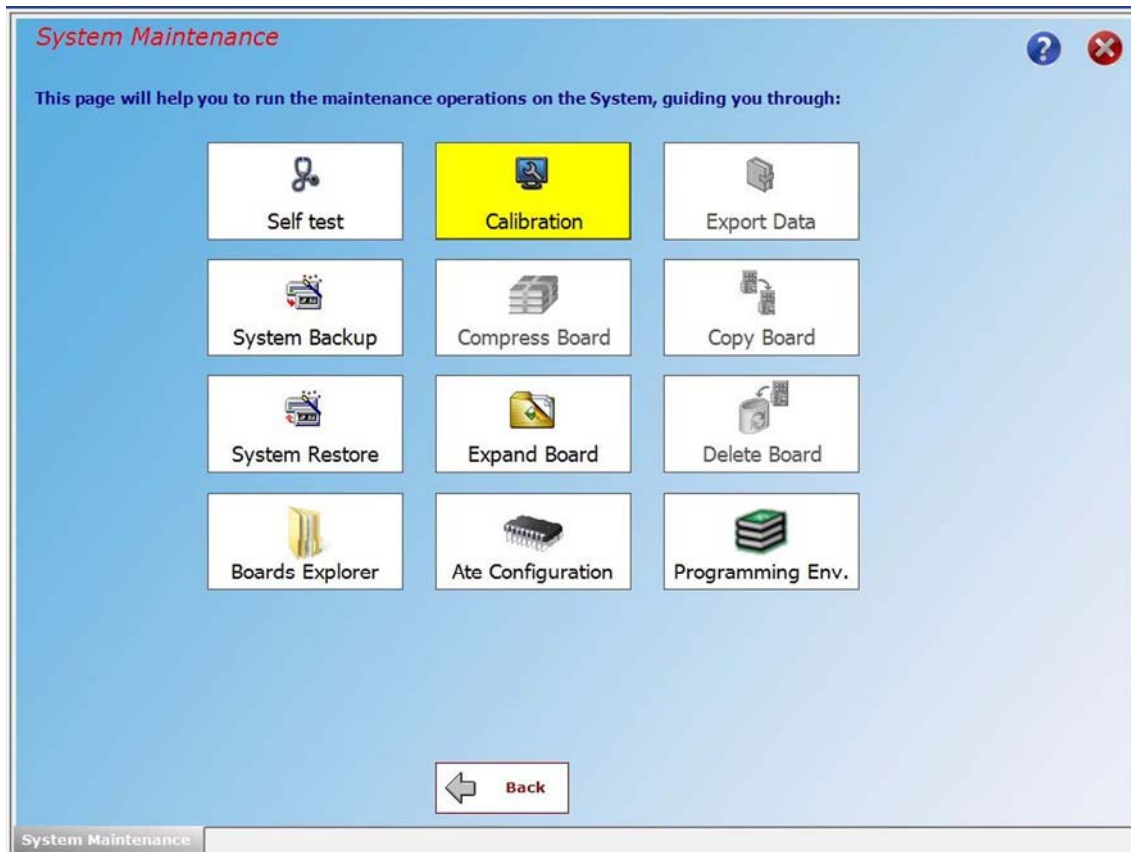 System Maintenance
This page will help you to run the maintenance operations on the System, guiding you through:
Self test
Calibration
Export Data
System Backup
Compress Board
Copy Board
System Restore
Expand Board
Delete Board
Boards Explorer
Ate Configuration
Programming Env.
Back
System Maintenance